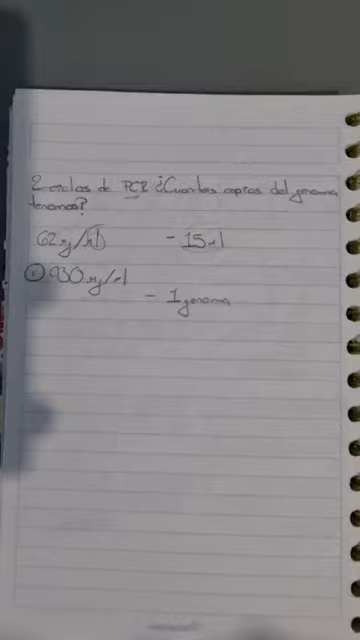 2 ciclos de PCR ¿Cuantas copias del genoma
tenemos?
62 ng/µl - 15 µl
① 930 ng/µl
- 1 genoma